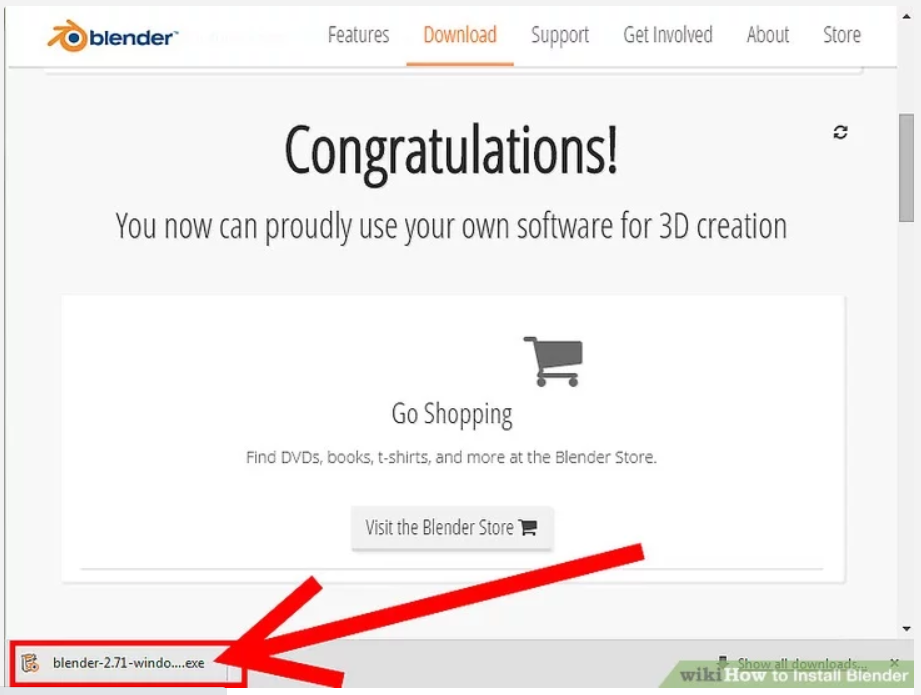 blender™
Features
Download
Support
Get Involved
About
Store
Congratulations!
You now can proudly use your own software for 3D creation
Go Shopping
Find DVDs, books, t-shirts, and more at the Blender Store.
Visit the Blender Store
blender-2.71-windo....exe
Show all downloads...
wikiHow to Install Blender